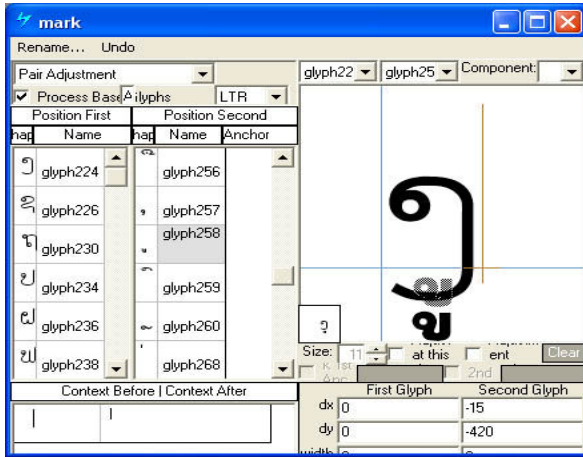 mark
Rename... Undo
Pair Adjustment
glyph22 glyph25 Component:
Process Base
LTR
Position First Position Second
Name Name Anchor
glyph224 glyph256
glyph226 glyph257
glyph230 glyph258
glyph234 glyph259
glyph236 glyph260
glyph238 glyph268
Size: 11 at this ent Clear
2nd
Context Before | Context After
First Glyph Second Glyph
dx 0 -15
dy 0 -420